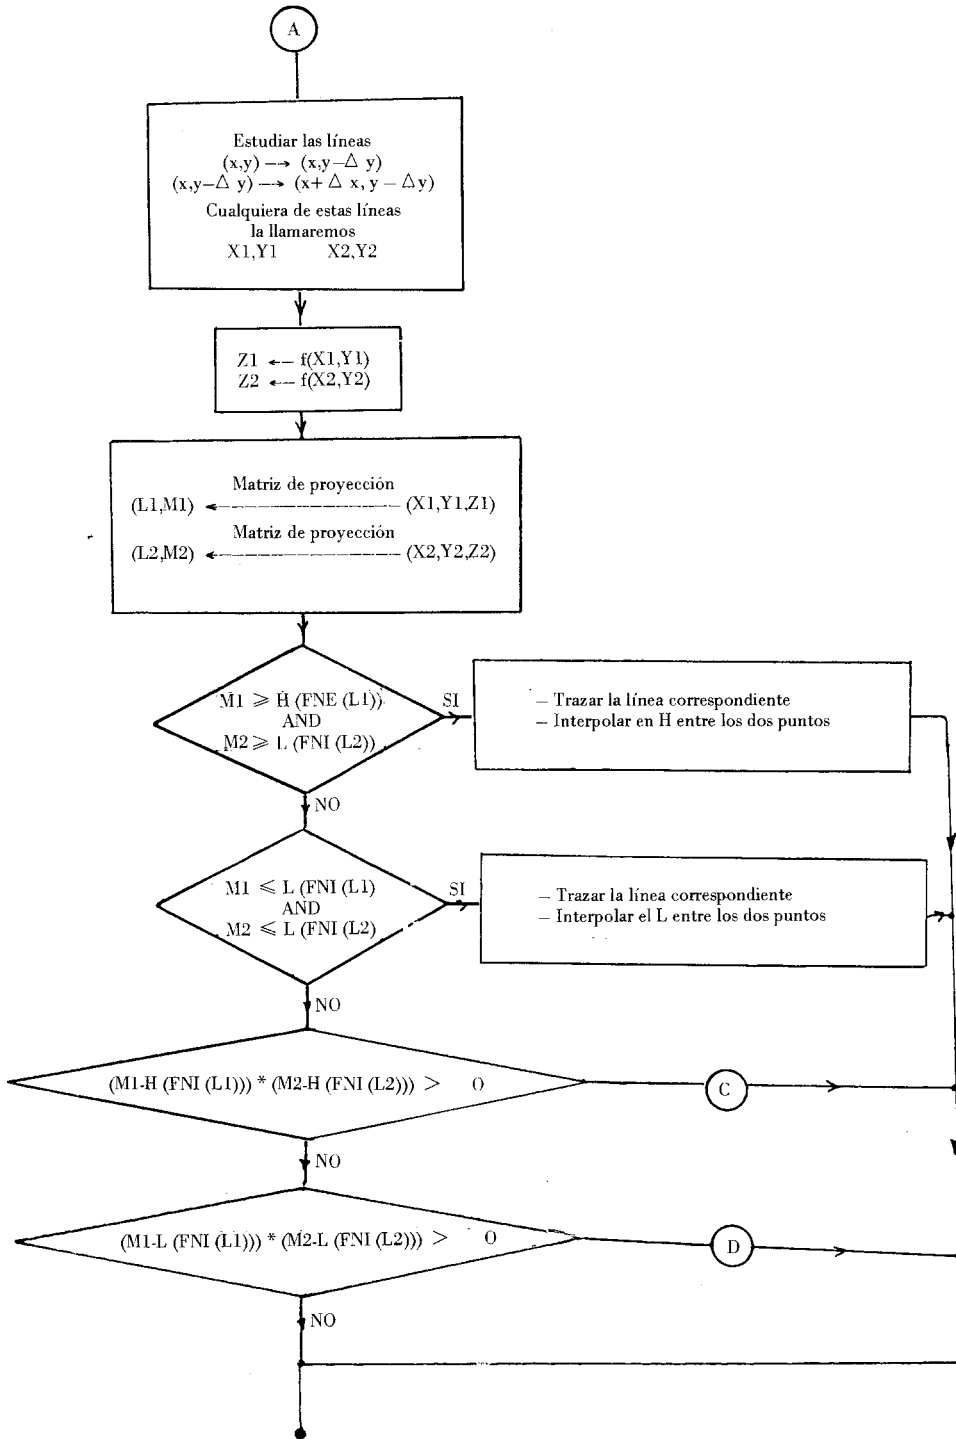 A
Estudiar las líneas
(x,y) → (x,y–△ y)
(x,y–△ y) → (x+ △ x, y – △y)
Cualquiera de estas líneas
la llamaremos
X1,Y1 X2,Y2
Z1 ← f(X1,Y1)
Z2 ← f(X2,Y2)
Matriz de proyección
(L1,M1) ← (X1,Y1,Z1)
Matriz de proyección
(L2,M2) ← (X2,Y2,Z2)
M1 ⩾ H (FNE (L1))
AND
M2 ⩾ L (FNI (L2))
SI
– Trazar la línea correspondiente
– Interpolar en H entre los dos puntos
NO
M1 ⩽ L (FNI (L1)
AND
M2 ⩽ L (FNI (L2)
SI
– Trazar la línea correspondiente
– Interpolar el L entre los dos puntos
NO
(M1-H (FNI (L1))) * (M2-H (FNI (L2))) > O
C
NO
(M1-L (FNI (L1))) * (M2-L (FNI (L2))) > O
D
NO